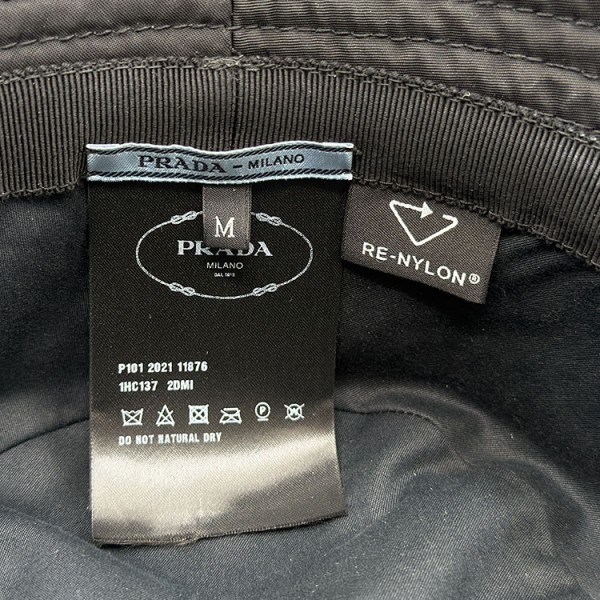 PRADA - MILANO
M
PRADA
MILANO
DAL 1913
RE-NYLON®
P101 2021 11876
1HC137 2DMI
P
DO NOT NATURAL DRY